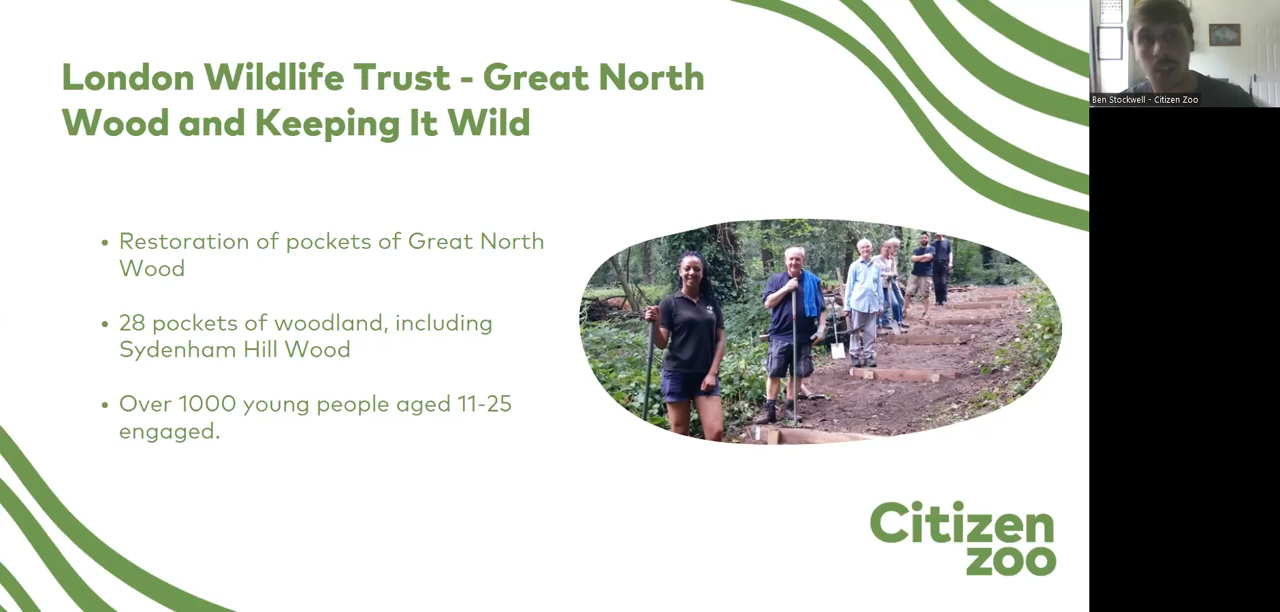 London Wildlife Trust - Great North
Wood and Keeping It Wild
• Restoration of pockets of Great North
Wood
• 28 pockets of woodland, including
Sydenham Hill Wood
• Over 1000 young people aged 11-25
engaged.
Citizen
zoo
Ben Stockwell - Citizen Zoo